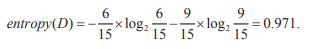 entropy(D) = −6/15 × log₂ 6/15 − 9/15 × log₂ 9/15 = 0.971.